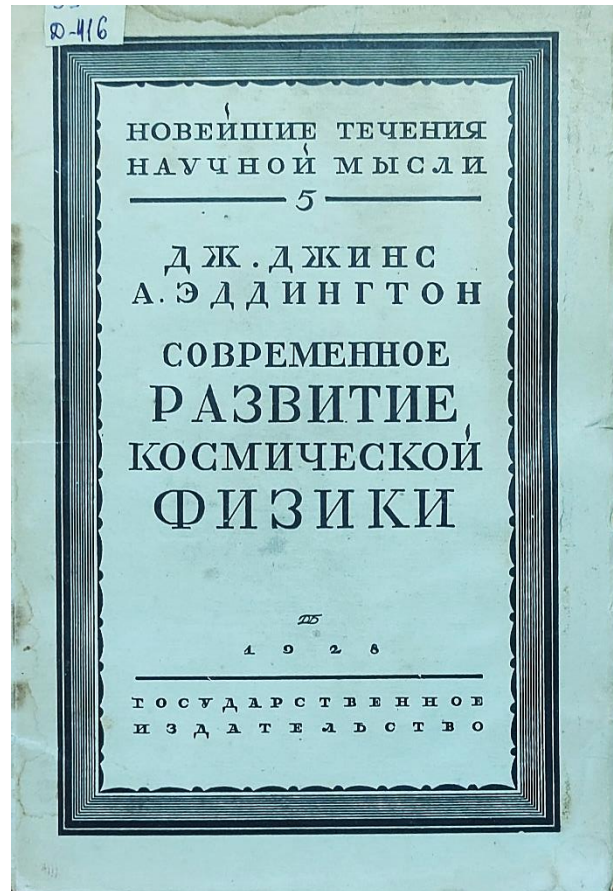 Д-416
НОВЕЙШИЕ ТЕЧЕНИЯ
НАУЧНОЙ МЫСЛИ
5
ДЖ. ДЖИНС
А. ЭДДИНГТОН
СОВРЕМЕННОЕ
РАЗВИТИЕ
КОСМИЧЕСКОЙ
ФИЗИКИ
1928
ГОСУДАРСТВЕННОЕ
ИЗДАТЕЛЬСТВО